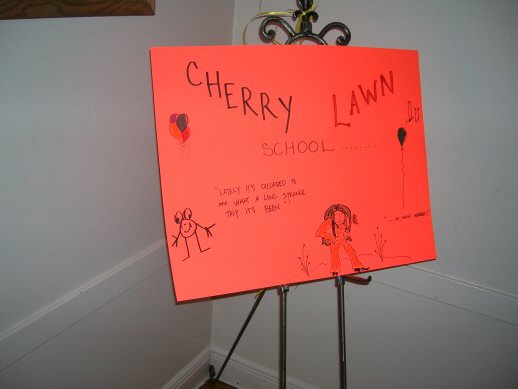 CHERRY LAWN
SCHOOL ........
"LATELY IT'S OCCURRED TO
ME WHAT A LONG STRANGE
TRIP IT'S BEEN."